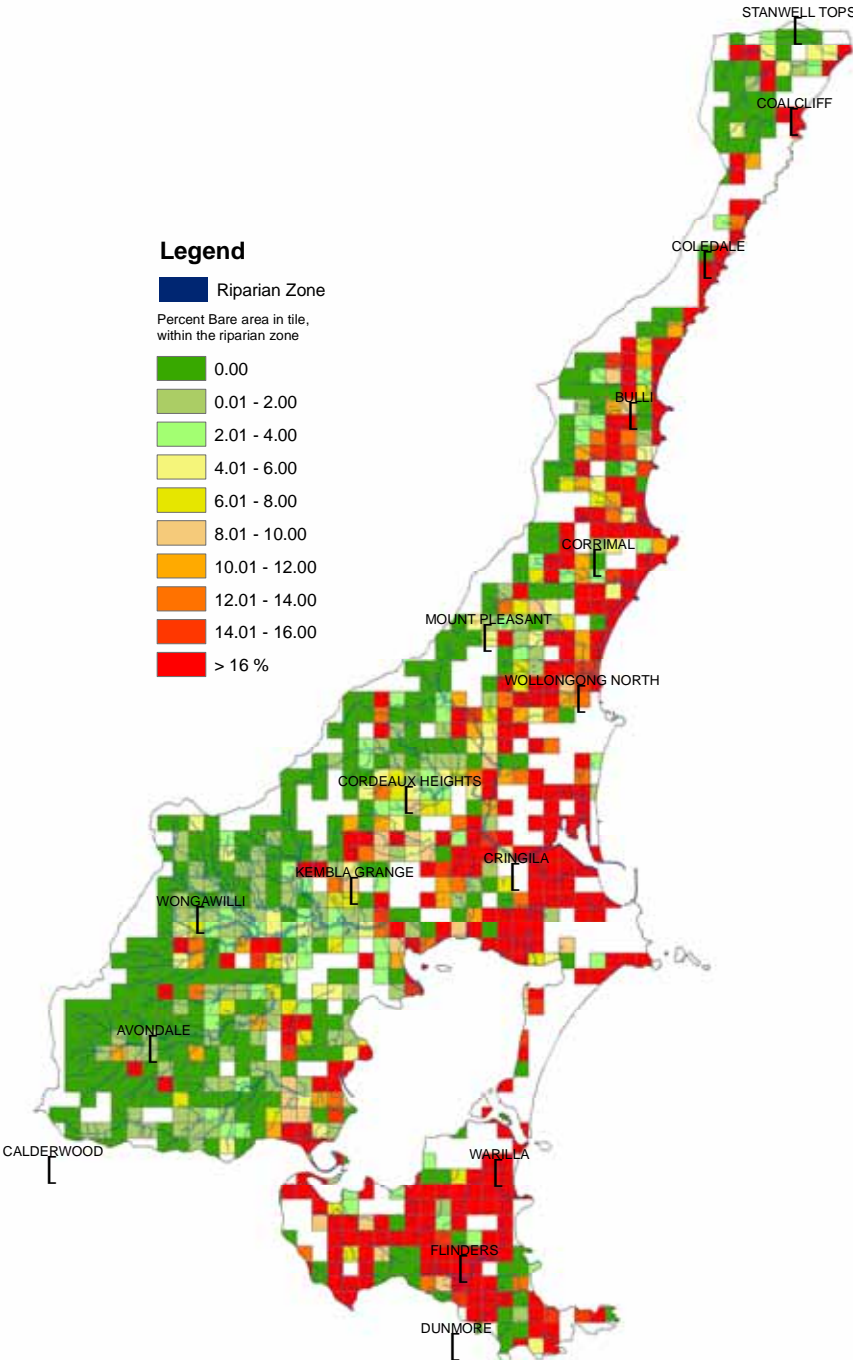 STANWELL TOPS
COALCLIFF
COLEDALE
Legend
Riparian Zone
Percent Bare area in tile,
within the riparian zone
0.00
0.01 - 2.00
2.01 - 4.00
4.01 - 6.00
6.01 - 8.00
8.01 - 10.00
10.01 - 12.00
12.01 - 14.00
14.01 - 16.00
> 16 %
BULLI
CORRIMAL
MOUNT PLEASANT
WOLLONGONG NORTH
CORDEAUX HEIGHTS
CRINGILA
KEMBLA GRANGE
WONGAWILLI
AVONDALE
CALDERWOOD
WARILLA
FLINDERS
DUNMORE